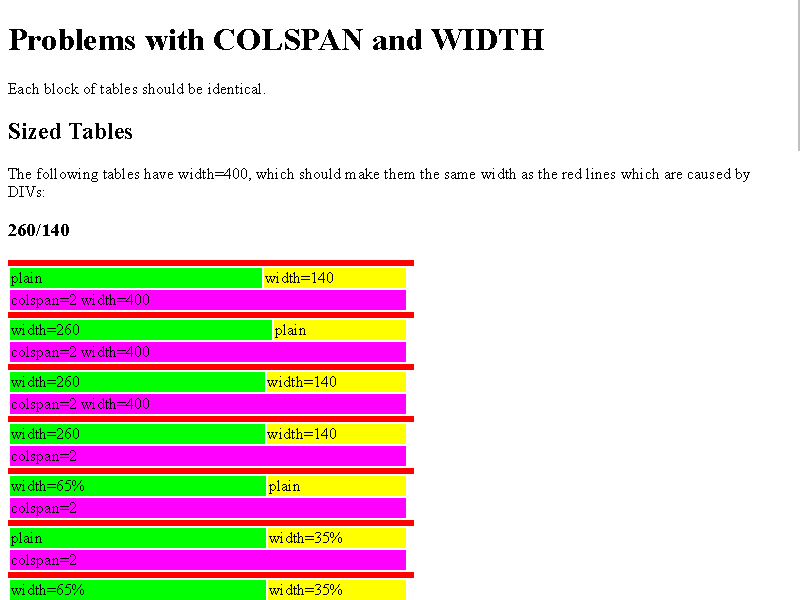 Problems with COLSPAN and WIDTH
Each block of tables should be identical.
Sized Tables
The following tables have width=400, which should make them the same width as the red lines which are caused by
DIVs:
260/140
plain width=140
colspan=2 width=400
width=260 plain
colspan=2 width=400
width=260 width=140
colspan=2 width=400
width=260 width=140
colspan=2
width=65% plain
colspan=2
plain width=35%
colspan=2
width=65% width=35%